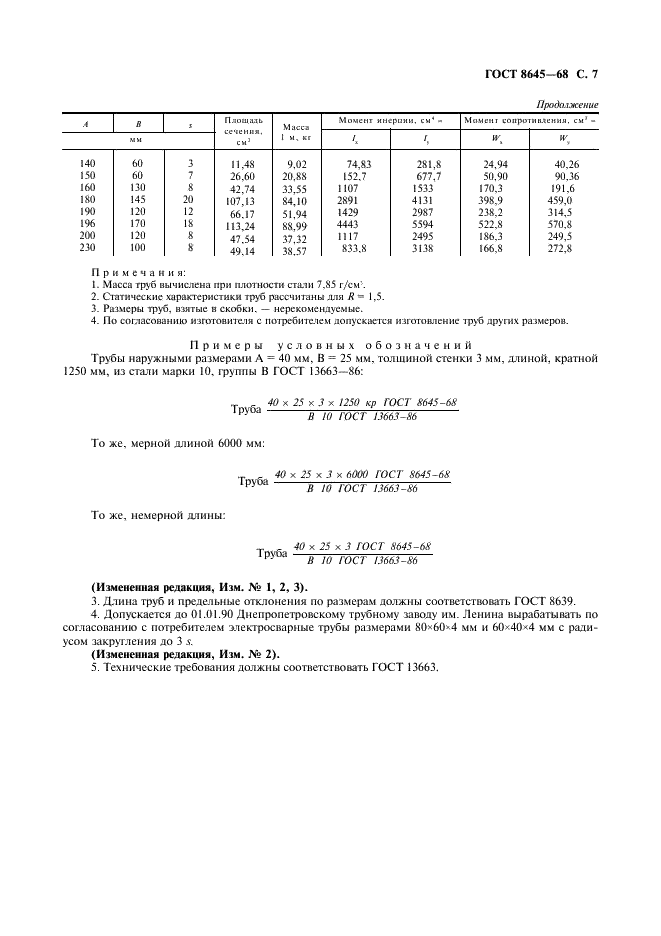 ГОСТ 8645—68 С. 7
Продолжение
A B s Площадь сечения, см² Масса 1 м, кг Момент инерции, см⁴ – Момент сопротивления, см³ –
мм Ix Iy Wx Wy
140 60 3 11,48 9,02 74,83 281,8 24,94 40,26
150 60 7 26,60 20,88 152,7 677,7 50,90 90,36
160 130 8 42,74 33,55 1107 1533 170,3 191,6
180 145 20 107,13 84,10 2891 4131 398,9 459,0
190 120 12 66,17 51,94 1429 2987 238,2 314,5
196 170 18 113,24 88,99 4443 5594 522,8 570,8
200 120 8 47,54 37,32 1117 2495 186,3 249,5
230 100 8 49,14 38,57 833,8 3138 166,8 272,8
Примечания:
1. Масса труб вычислена при плотности стали 7,85 г/см³.
2. Статические характеристики труб рассчитаны для R = 1,5.
3. Размеры труб, взятые в скобки, — нерекомендуемые.
4. По согласованию изготовителя с потребителем допускается изготовление труб других размеров.
Примеры условных обозначений
Трубы наружными размерами А = 40 мм, В = 25 мм, толщиной стенки 3 мм, длиной, кратной
1250 мм, из стали марки 10, группы В ГОСТ 13663—86:
Труба 40 × 25 × 3 × 1250 кр ГОСТ 8645–68
В 10 ГОСТ 13663–86
То же, мерной длиной 6000 мм:
Труба 40 × 25 × 3 × 6000 ГОСТ 8645–68
В 10 ГОСТ 13663–86
То же, немерной длины:
Труба 40 × 25 × 3 ГОСТ 8645–68
В 10 ГОСТ 13663–86
(Измененная редакция, Изм. № 1, 2, 3).
3. Длина труб и предельные отклонения по размерам должны соответствовать ГОСТ 8639.
4. Допускается до 01.01.90 Днепропетровскому трубному заводу им. Ленина вырабатывать по
согласованию с потребителем электросварные трубы размерами 80×60×4 мм и 60×40×4 мм с ради-
усом закругления до 3 s.
(Измененная редакция, Изм. № 2).
5. Технические требования должны соответствовать ГОСТ 13663.